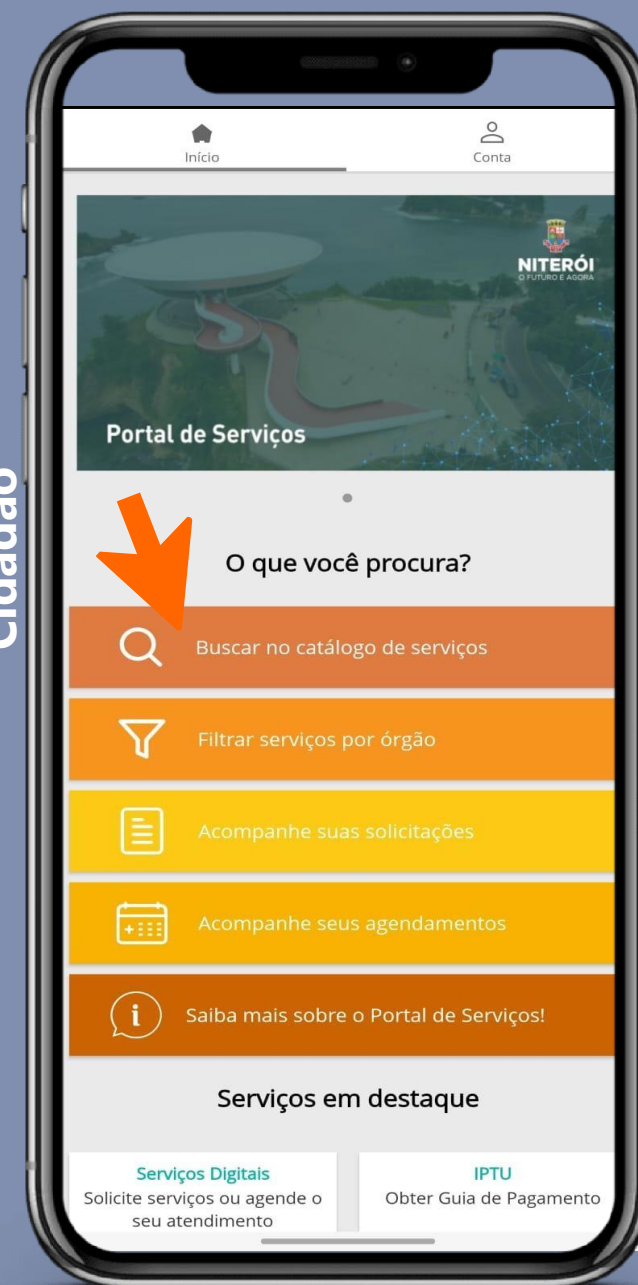 Cidadão
Início
Conta
NITERÓI
O FUTURO É AGORA
Portal de Serviços
O que você procura?
Buscar no catálogo de serviços
Filtrar serviços por órgão
Acompanhe suas solicitações
Acompanhe seus agendamentos
Saiba mais sobre o Portal de Serviços!
Serviços em destaque
Serviços Digitais
Solicite serviços ou agende o
seu atendimento
IPTU
Obter Guia de Pagamento